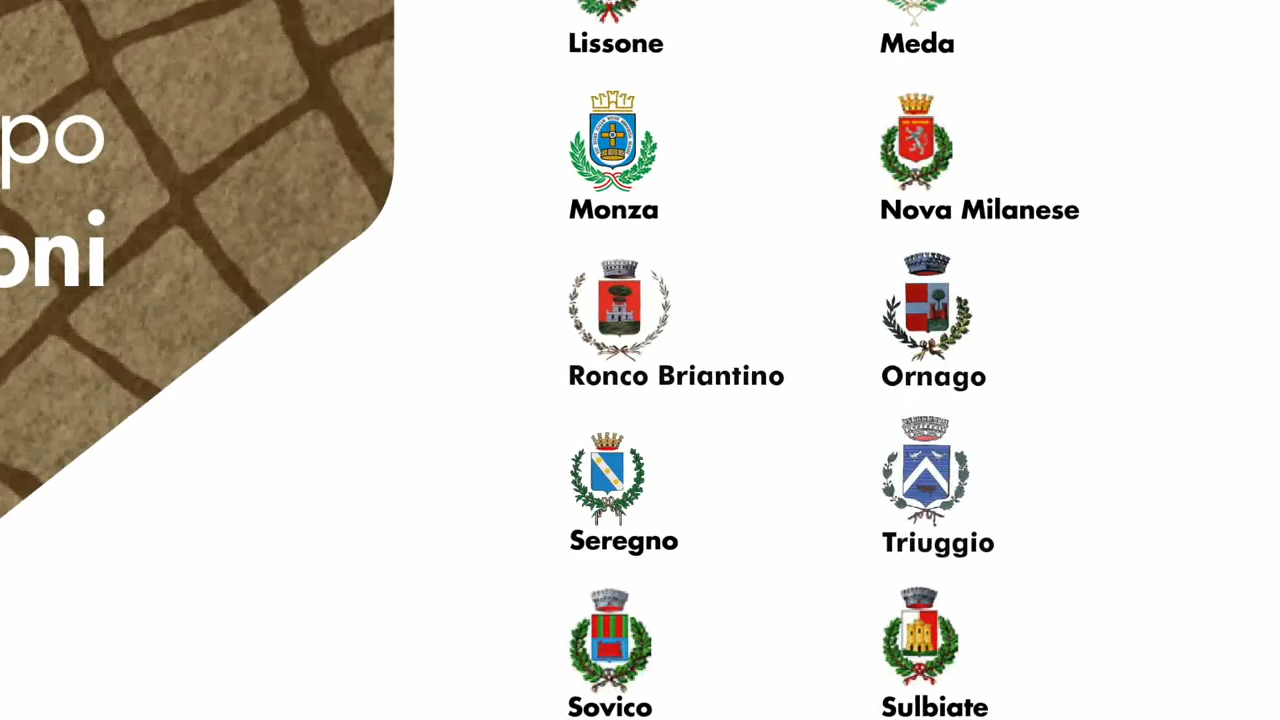 po
oni
Lissone
Meda
Monza
Nova Milanese
Ronco Briantino
Ornago
Seregno
Triuggio
Sovico
Sulbiate